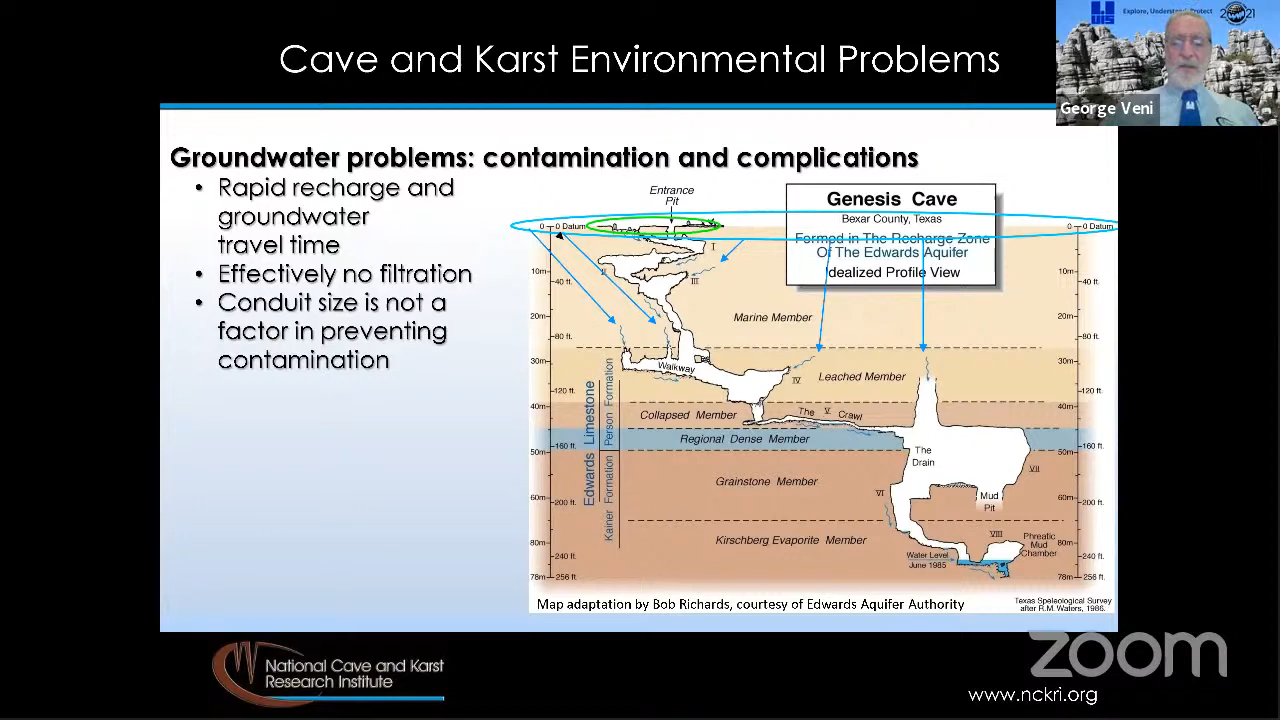 Cave and Karst Environmental Problems
Explore, Understand, Protect
2021
UIS
George Veni
Groundwater problems: contamination and complications
• Rapid recharge and
groundwater
travel time
• Effectively no filtration
• Conduit size is not a
factor in preventing
contamination
Entrance
Pit
Genesis Cave
Bexar County, Texas
Formed in The Recharge Zone
Of The Edwards Aquifer
Idealized Profile View
0 0 Datum
0 0 Datum
I
II
III
10m
40 ft.
10m
40 ft.
20m
80 ft.
20m
80 ft.
30m
120 ft.
30m
120 ft.
40m
160 ft.
40m
160 ft.
50m
50m
60m
200 ft.
60m
200 ft.
80m
240 ft.
80m
240 ft.
78m
256 ft.
78m
256 ft.
Marine Member
Walkway
IV
Leached Member
Collapsed Member
The V Crawl
Regional Dense Member
The
Drain
VII
Grainstone Member
VI
Mud
Pit
Kirschberg Evaporite Member
VIII
Phreatic
Mud
Chamber
Water Level
June 1985
Edwards Limestone
Person Formation
Kainer Formation
Map adaptation by Bob Richards, courtesy of Edwards Aquifer Authority
Texas Speleological Survey
after R.M. Waters, 1986.
National Cave and Karst
Research Institute
zoom
www.nckri.org